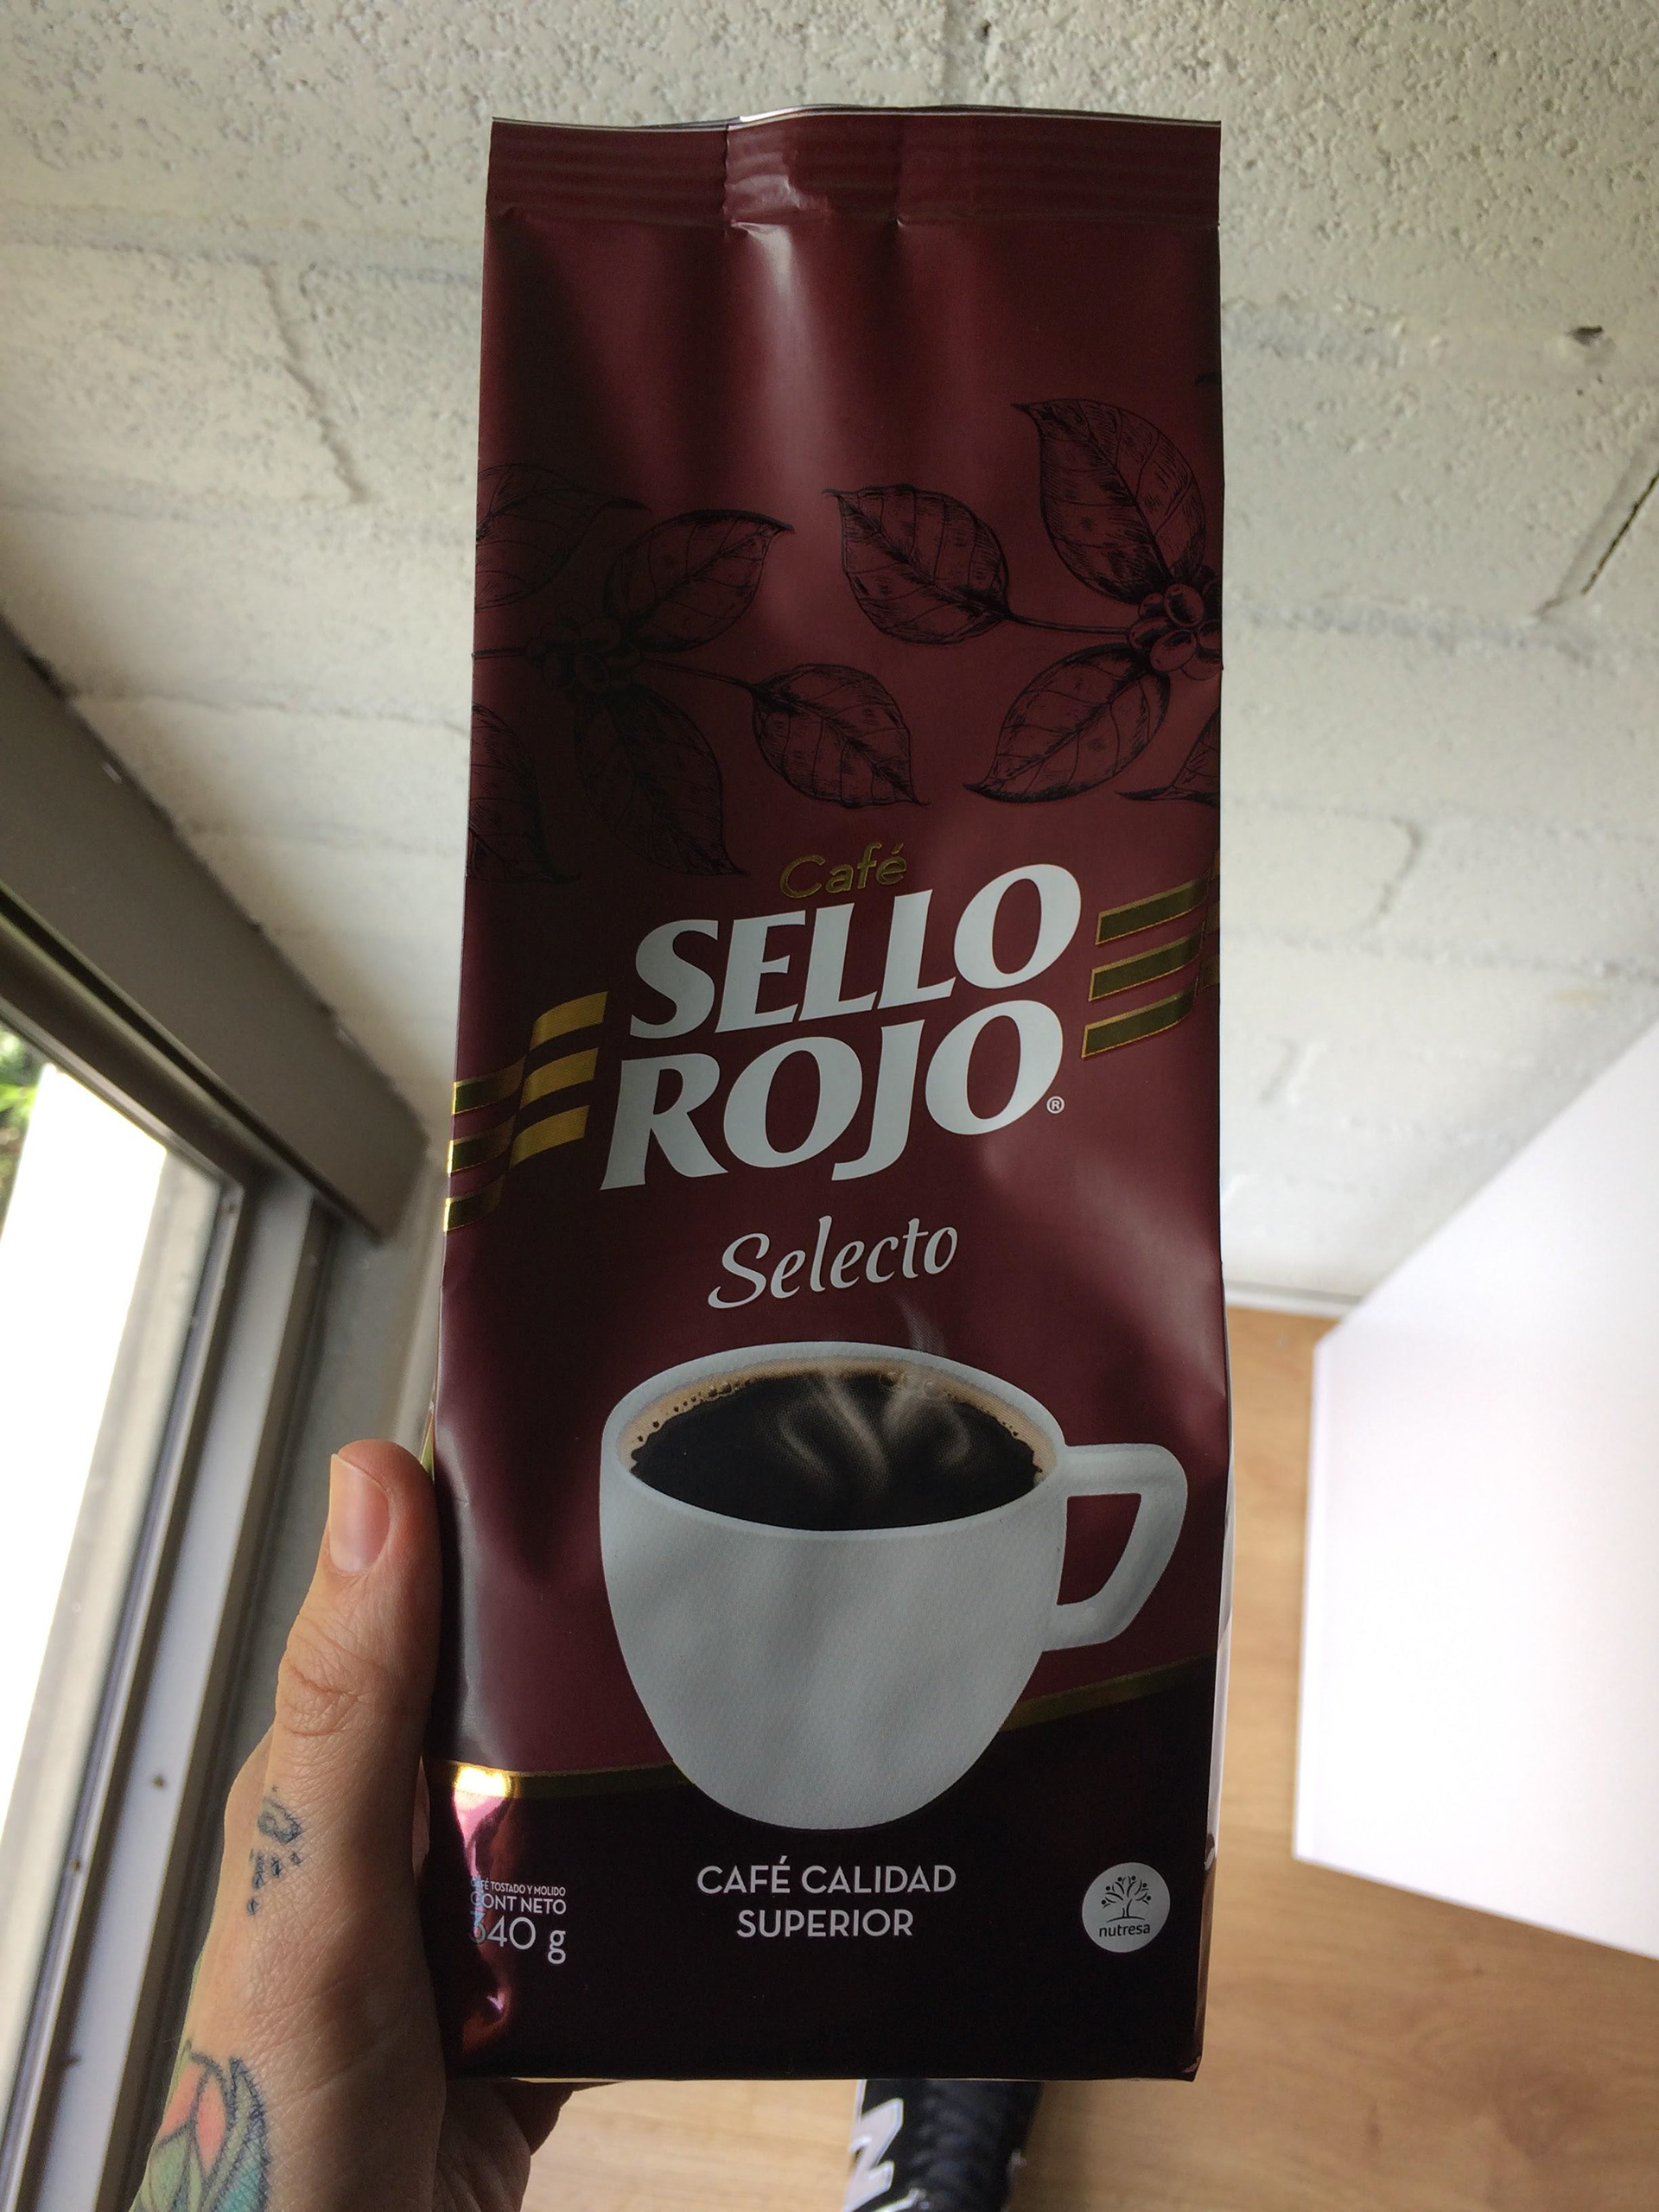 Café
SELLO
ROJO®
Selecto
CAFÉ TOSTADO Y MOLIDO
CONT NETO
340 g
CAFÉ CALIDAD
SUPERIOR
nutresa
N